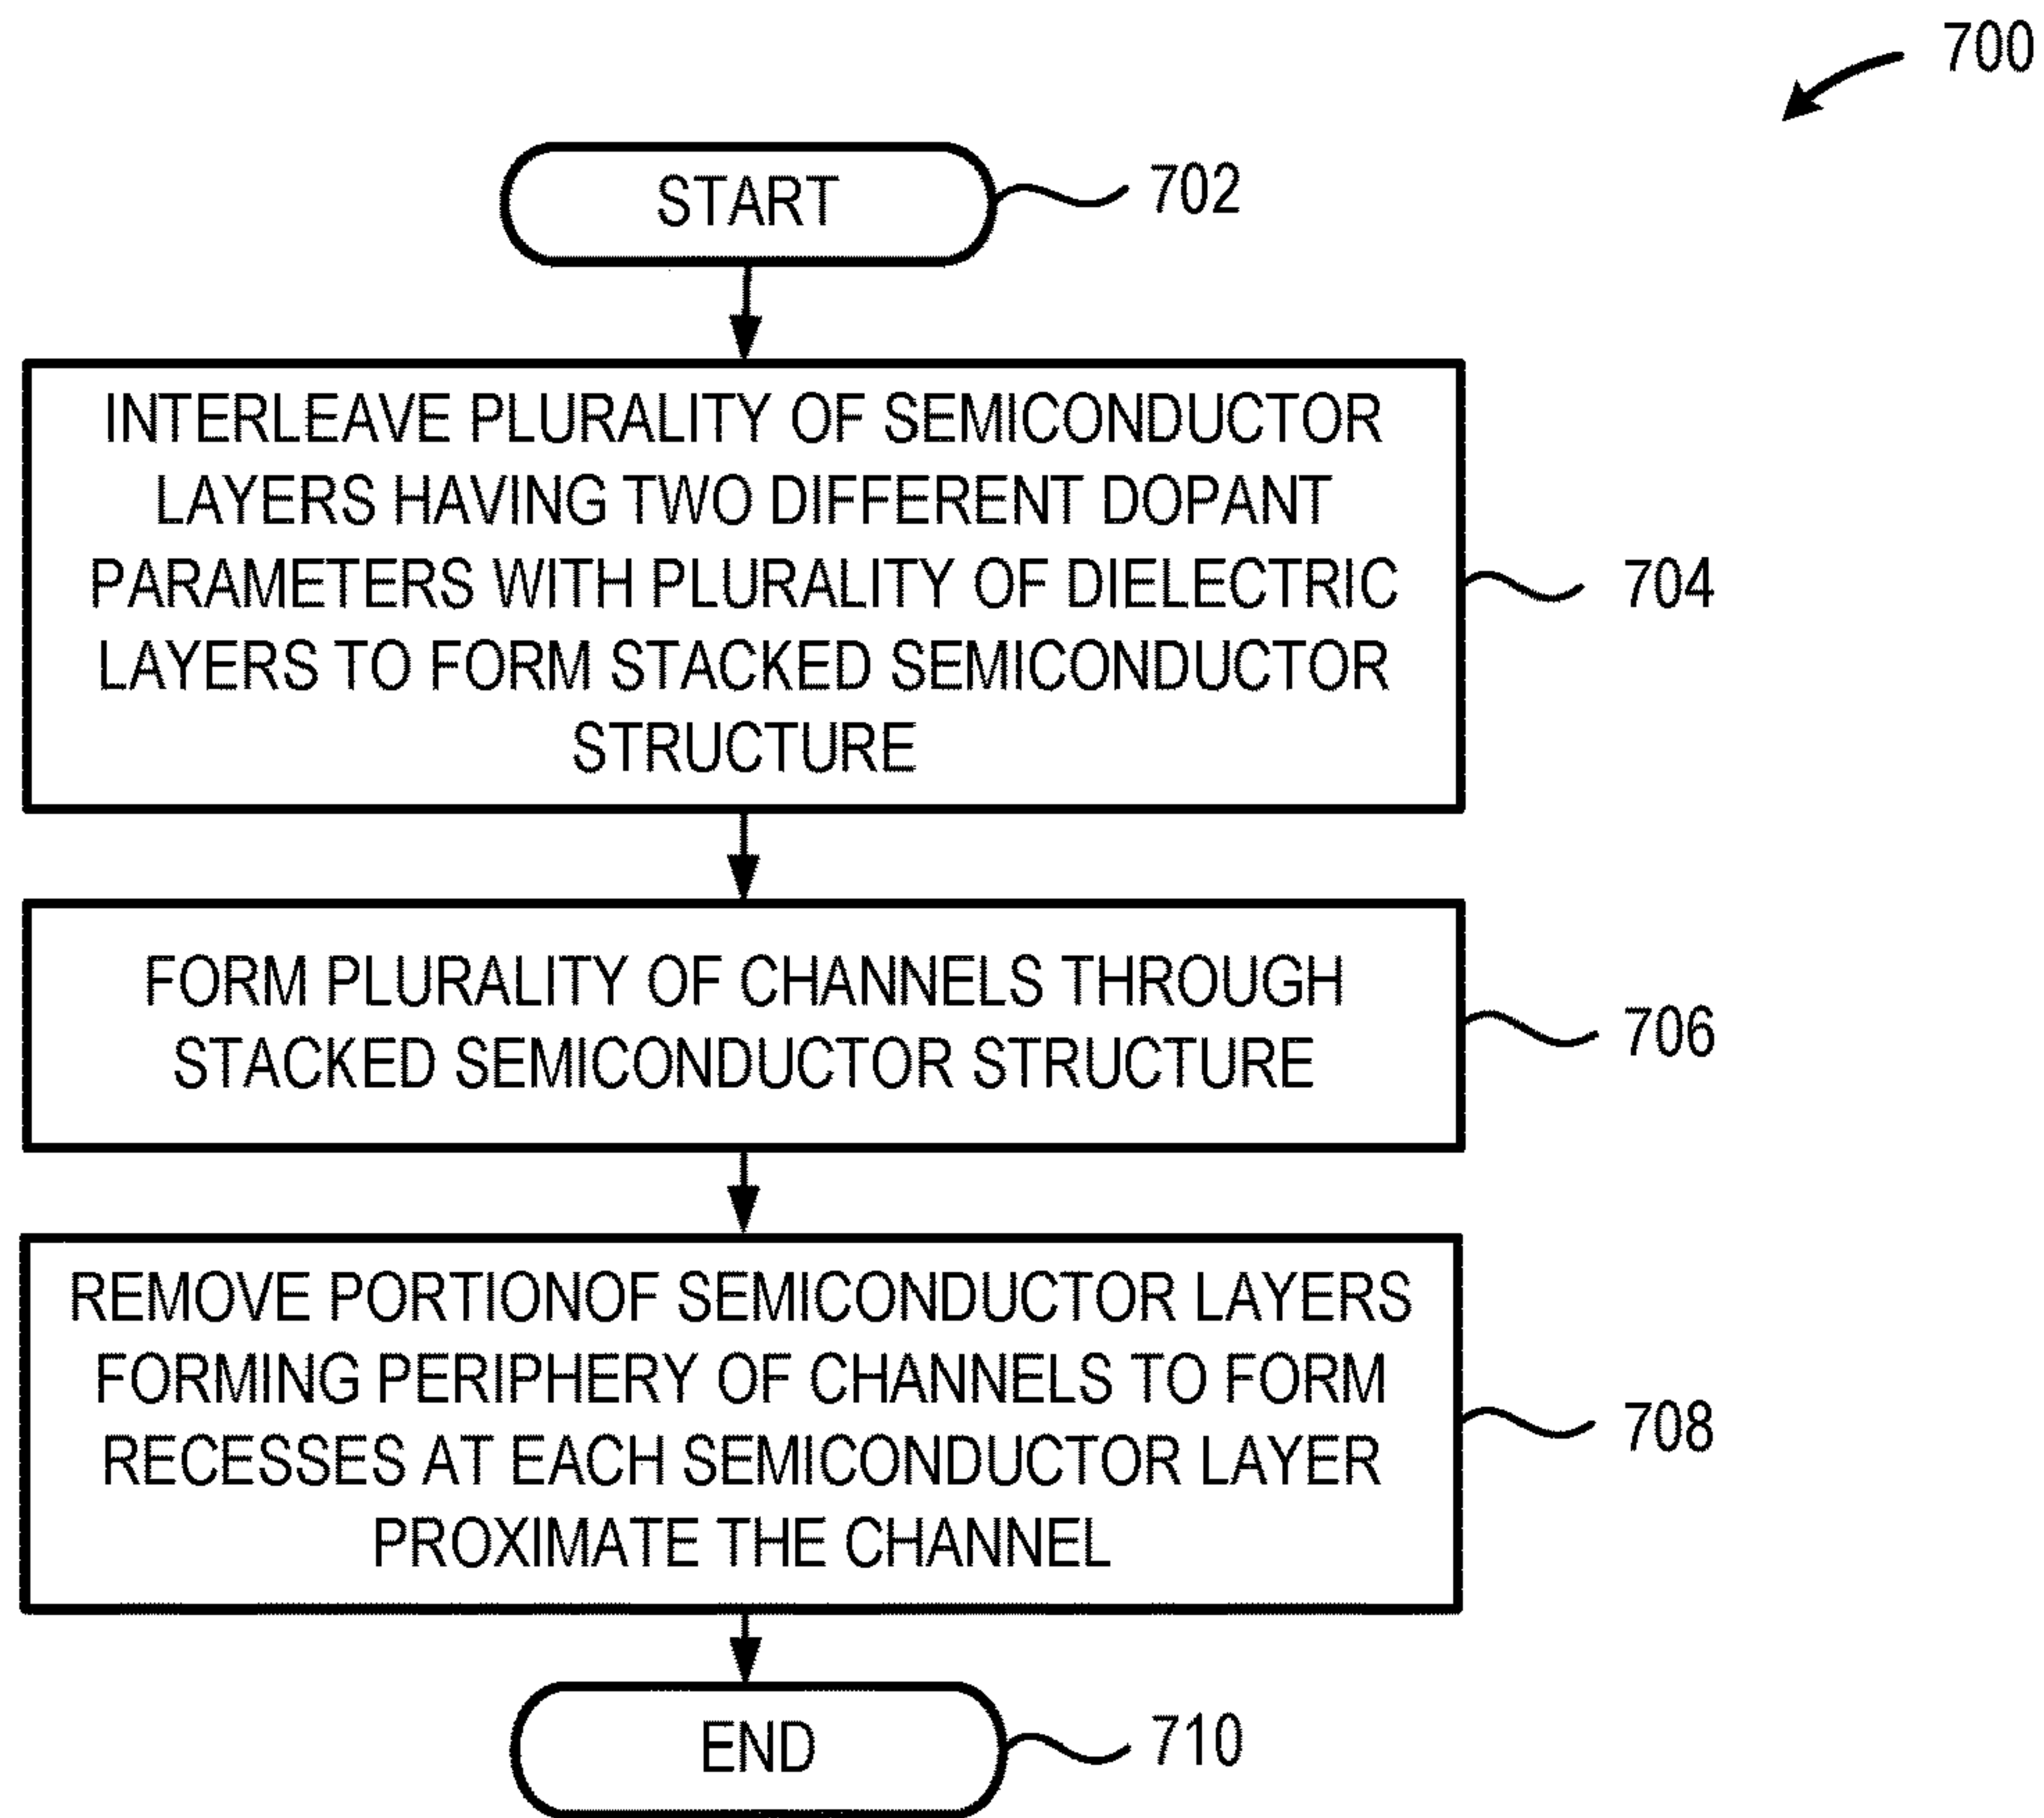 700
START
702
INTERLEAVE PLURALITY OF SEMICONDUCTOR
LAYERS HAVING TWO DIFFERENT DOPANT
PARAMETERS WITH PLURALITY OF DIELECTRIC
LAYERS TO FORM STACKED SEMICONDUCTOR
STRUCTURE
704
FORM PLURALITY OF CHANNELS THROUGH
STACKED SEMICONDUCTOR STRUCTURE
706
REMOVE PORTIONOF SEMICONDUCTOR LAYERS
FORMING PERIPHERY OF CHANNELS TO FORM
RECESSES AT EACH SEMICONDUCTOR LAYER
PROXIMATE THE CHANNEL
708
END
710